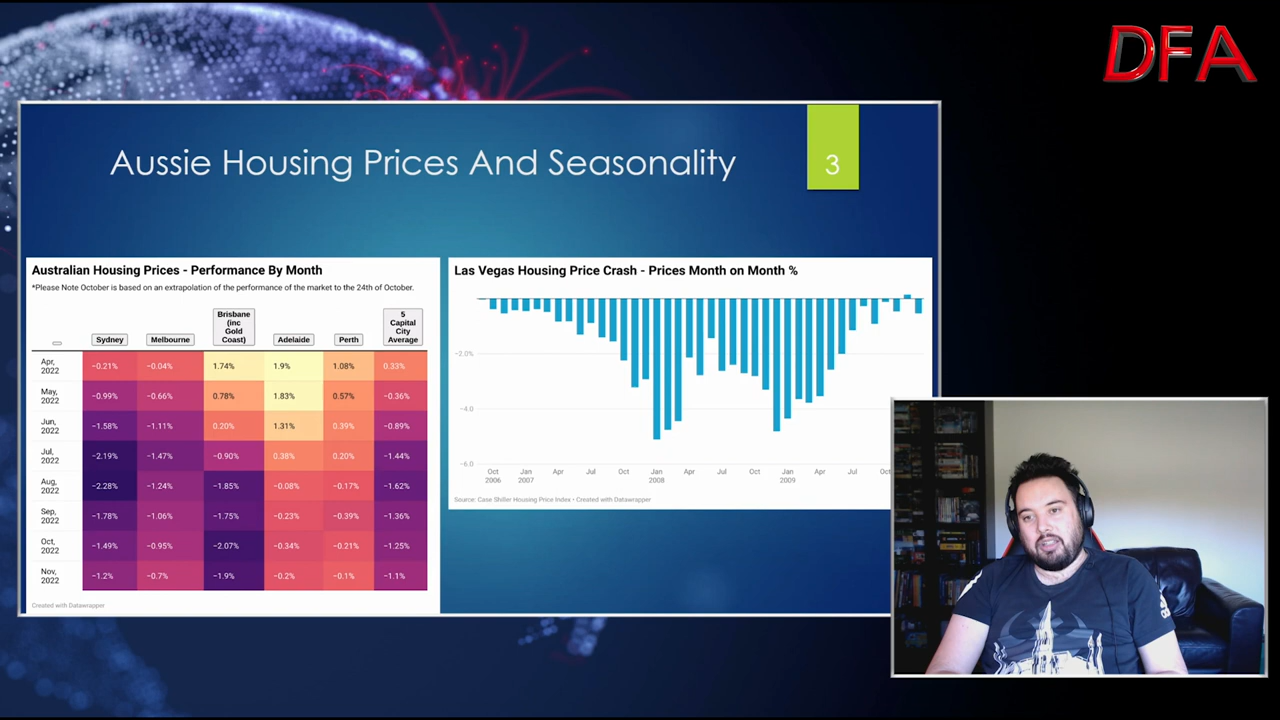 DFA
Aussie Housing Prices And Seasonality
3
Australian Housing Prices - Performance By Month
*Please Note October is based on an extrapolation of the performance of the market to the 24th of October.
Sydney Melbourne Brisbane (inc Gold Coast) Adelaide Perth 5 Capital City Average
Apr, 2022 −0.21% −0.04% 1.74% 1.9% 1.08% 0.33%
May, 2022 −0.99% −0.66% 0.78% 1.83% 0.57% −0.36%
Jun, 2022 −1.58% −1.11% 0.20% 1.31% 0.39% −0.89%
Jul, 2022 −2.19% −1.47% −0.90% 0.38% 0.20% −1.44%
Aug, 2022 −2.28% −1.24% −1.85% −0.08% −0.17% −1.62%
Sep, 2022 −1.78% −1.06% −1.75% −0.23% −0.39% −1.36%
Oct, 2022 −1.49% −0.95% −2.07% −0.34% −0.21% −1.25%
Nov, 2022 −1.2% −0.7% −1.9% −0.2% −0.1% −1.1%
Created with Datawrapper
Las Vegas Housing Price Crash - Prices Month on Month %
−2.0%
−4.0
−6.0
Oct 2006 Jan 2007 Apr Jul Oct Jan 2008 Apr Jul Oct Jan 2009 Apr Jul Oct
Source: Case Shiller Housing Price Index • Created with Datawrapper